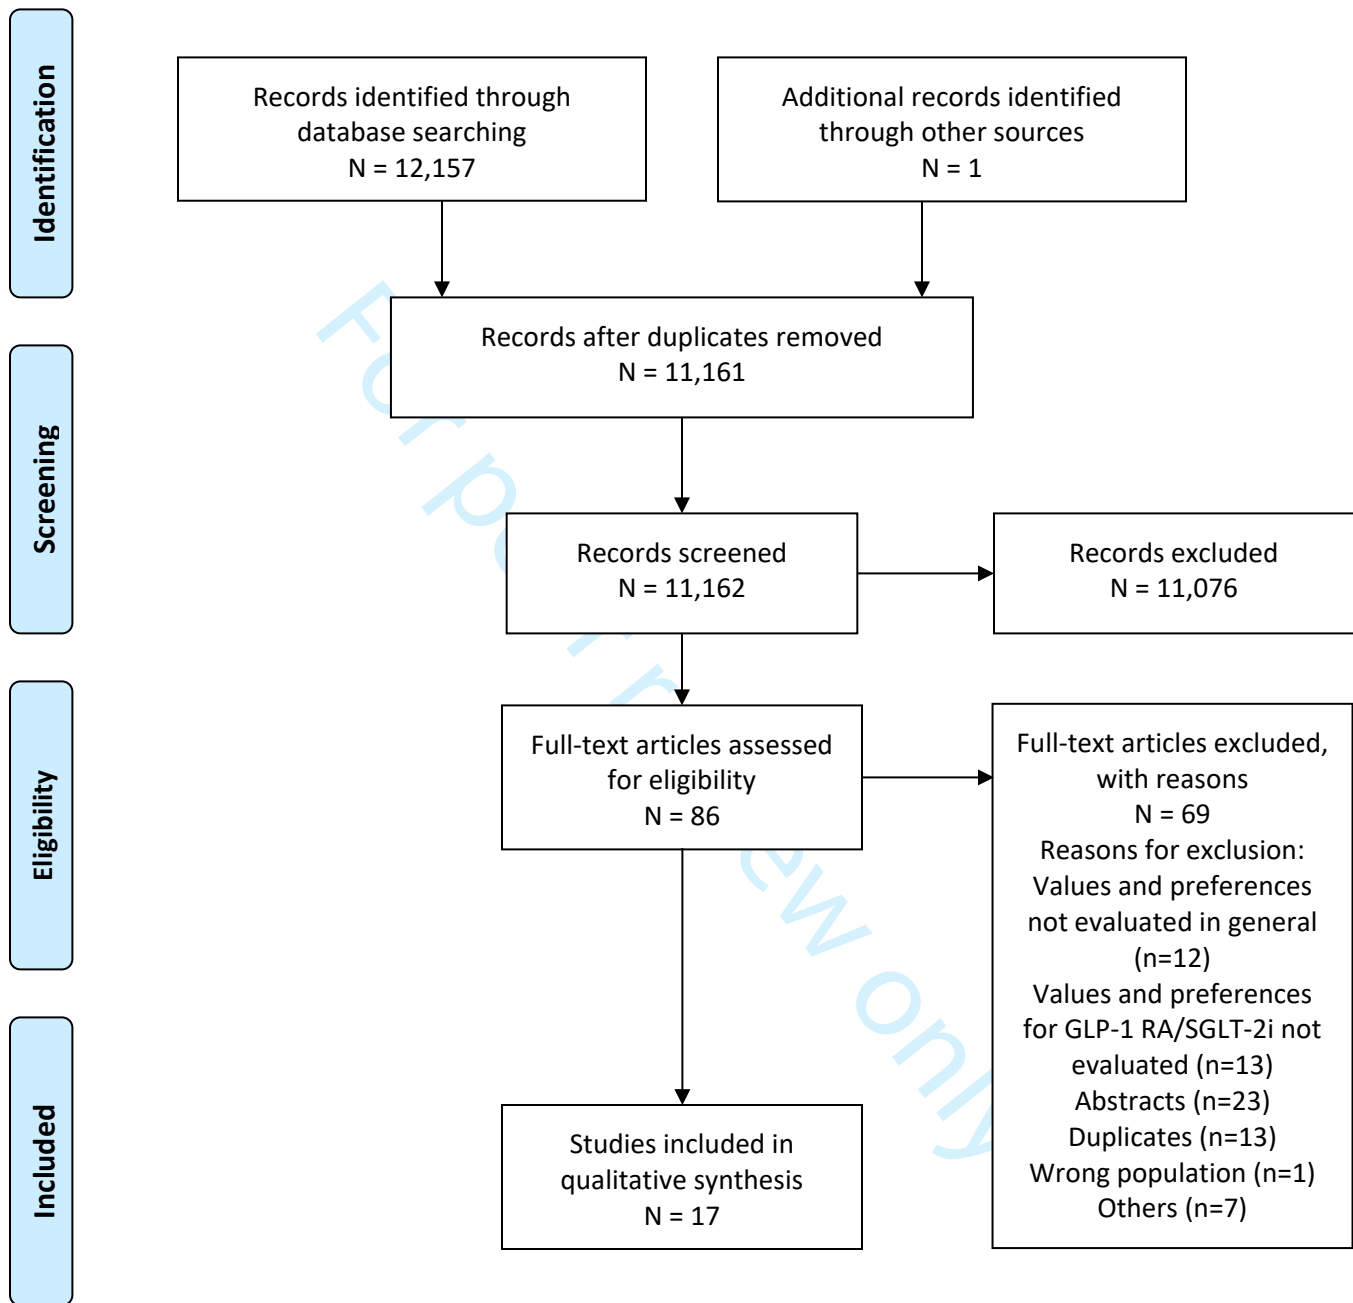 Identification
Records identified through
database searching
N = 12,157
Additional records identified
through other sources
N = 1
Records after duplicates removed
N = 11,161
Screening
Records screened
N = 11,162
Records excluded
N = 11,076
Eligibility
Full-text articles assessed
for eligibility
N = 86
Full-text articles excluded,
with reasons
N = 69
Reasons for exclusion:
Values and preferences
not evaluated in general
(n=12)
Values and preferences
for GLP-1 RA/SGLT-2i not
evaluated (n=13)
Abstracts (n=23)
Duplicates (n=13)
Wrong population (n=1)
Others (n=7)
Included
Studies included in
qualitative synthesis
N = 17
For peer review only